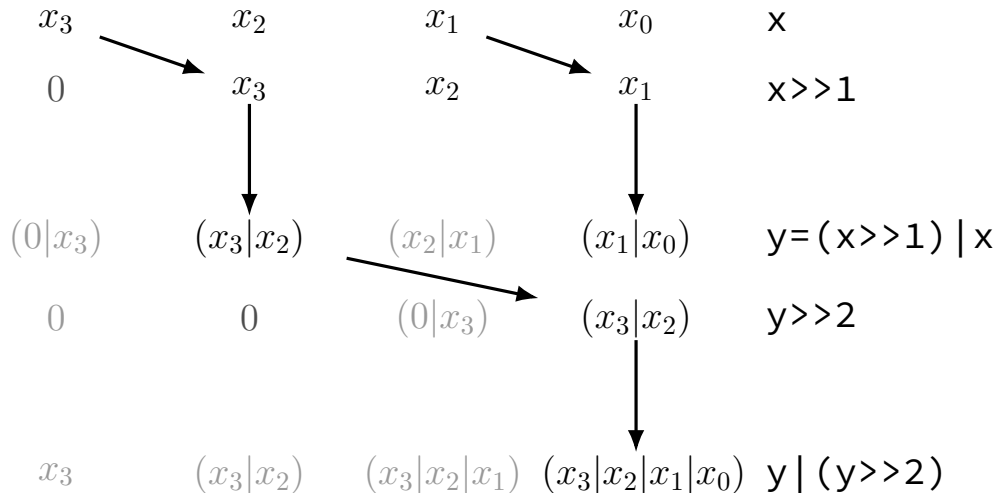 x₃ x₂ x₁ x₀ x
0 x₃ x₂ x₁ x>>1
(0|x₃) (x₃|x₂) (x₂|x₁) (x₁|x₀) y=(x>>1)|x
0 0 (0|x₃) (x₃|x₂) y>>2
x₃ (x₃|x₂) (x₃|x₂|x₁) (x₃|x₂|x₁|x₀) y|(y>>2)